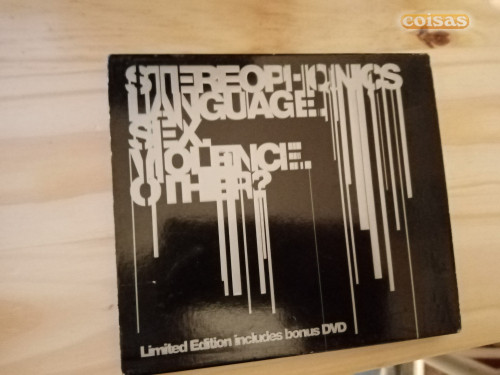 coisas
STEREOPHONICS
LANGUAGE.
SEX.
VIOLENCE.
OTHER?
Limited Edition includes bonus DVD